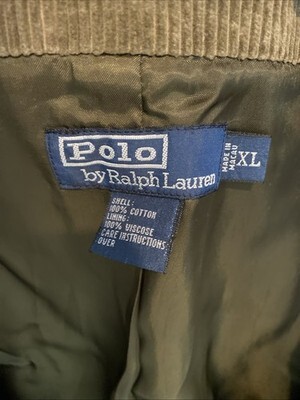 Polo
by Ralph Lauren
MADE IN
MACAU
XL
SHELL:
100% COTTON
LINING:
100% VISCOSE
CARE INSTRUCTIONS
OVER